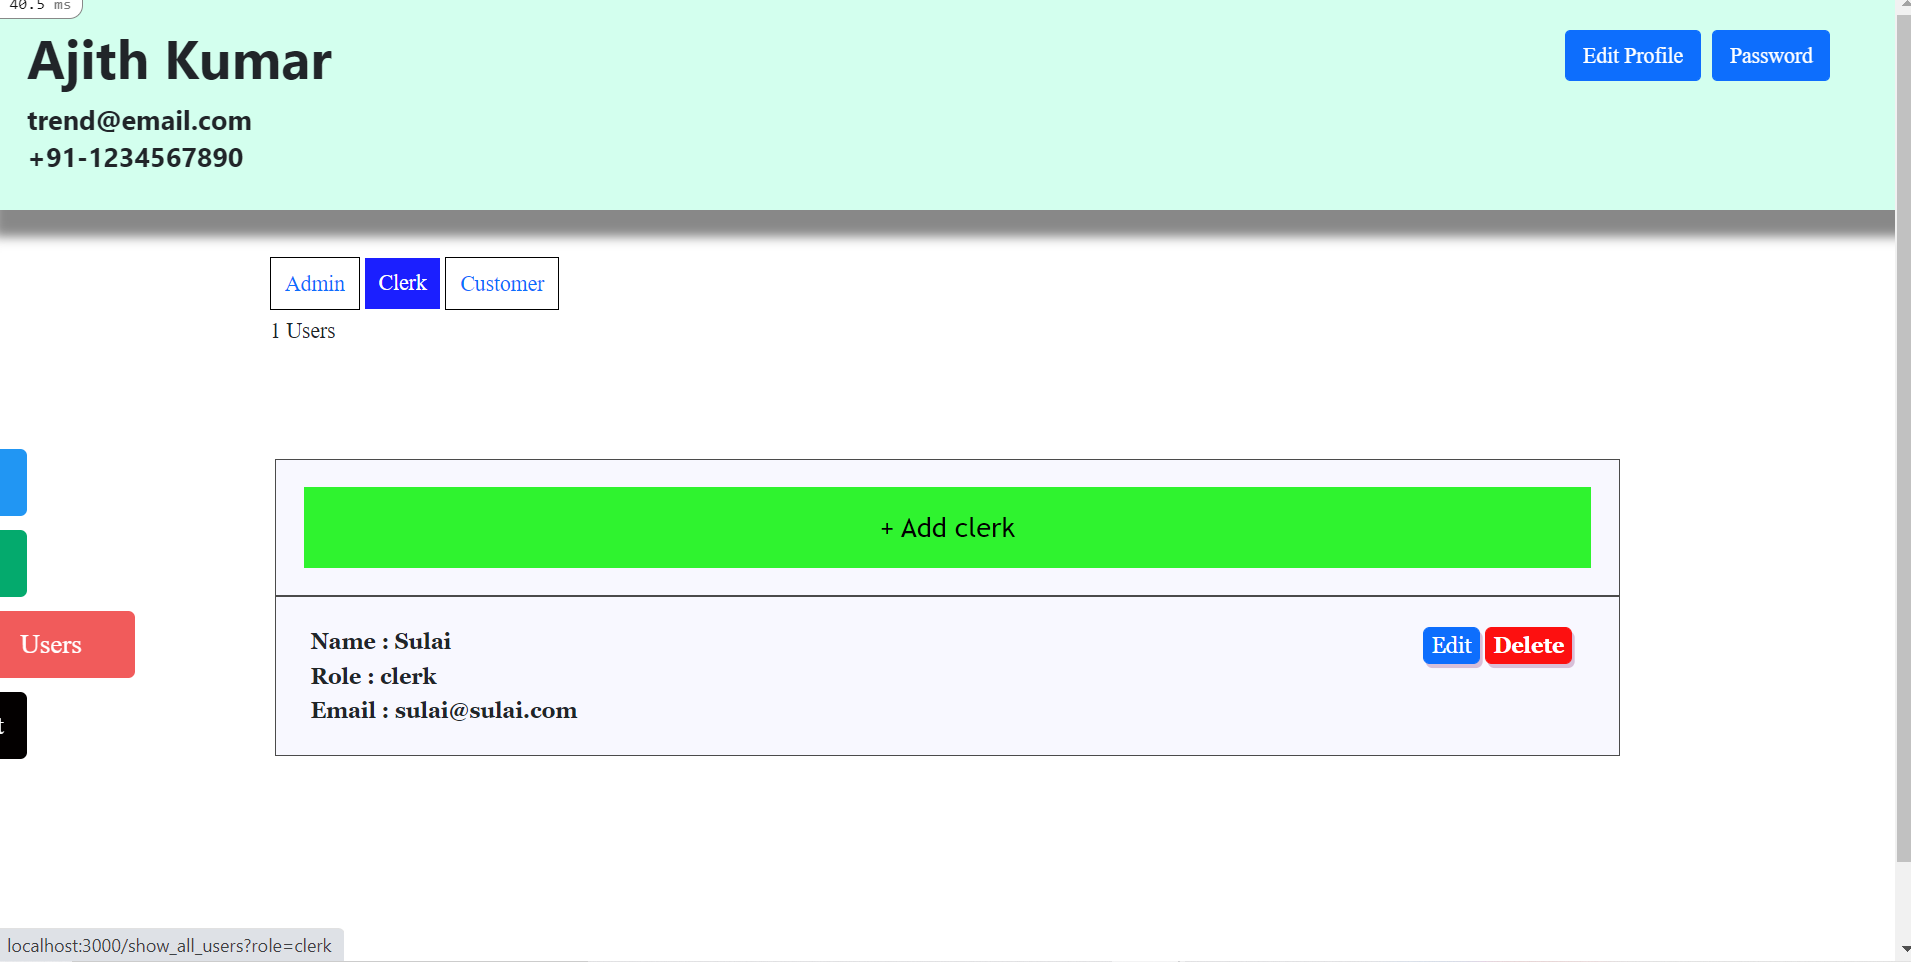 40.5 ms
Ajith Kumar
Edit Profile
Password
trend@email.com
+91-1234567890
Admin
Clerk
Customer
1 Users
+ Add clerk
Users
Name : Sulai
Edit
Delete
Role : clerk
Email : sulai@sulai.com
t
localhost:3000/show_all_users?role=clerk